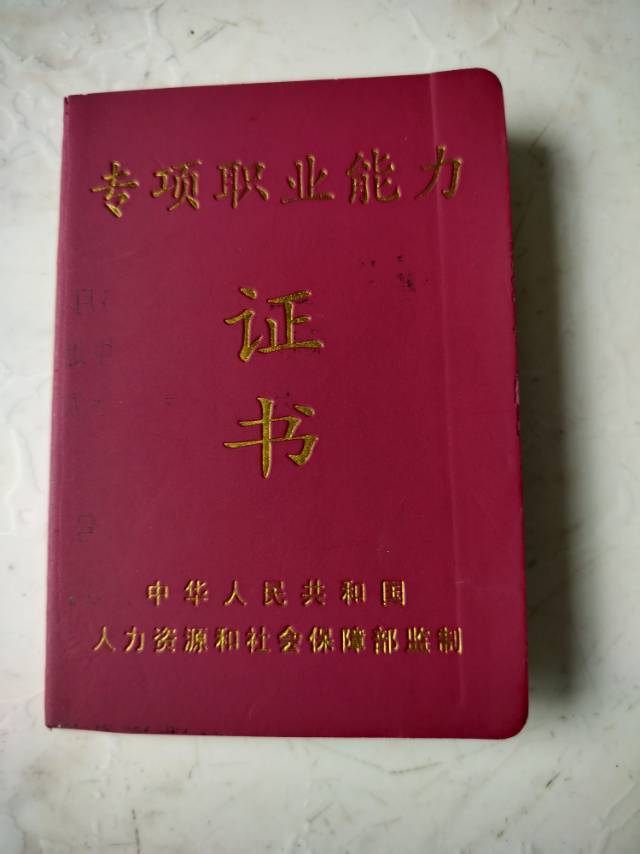 专项职业能力
证
书
中华人民共和国
人力资源和社会保障部监制